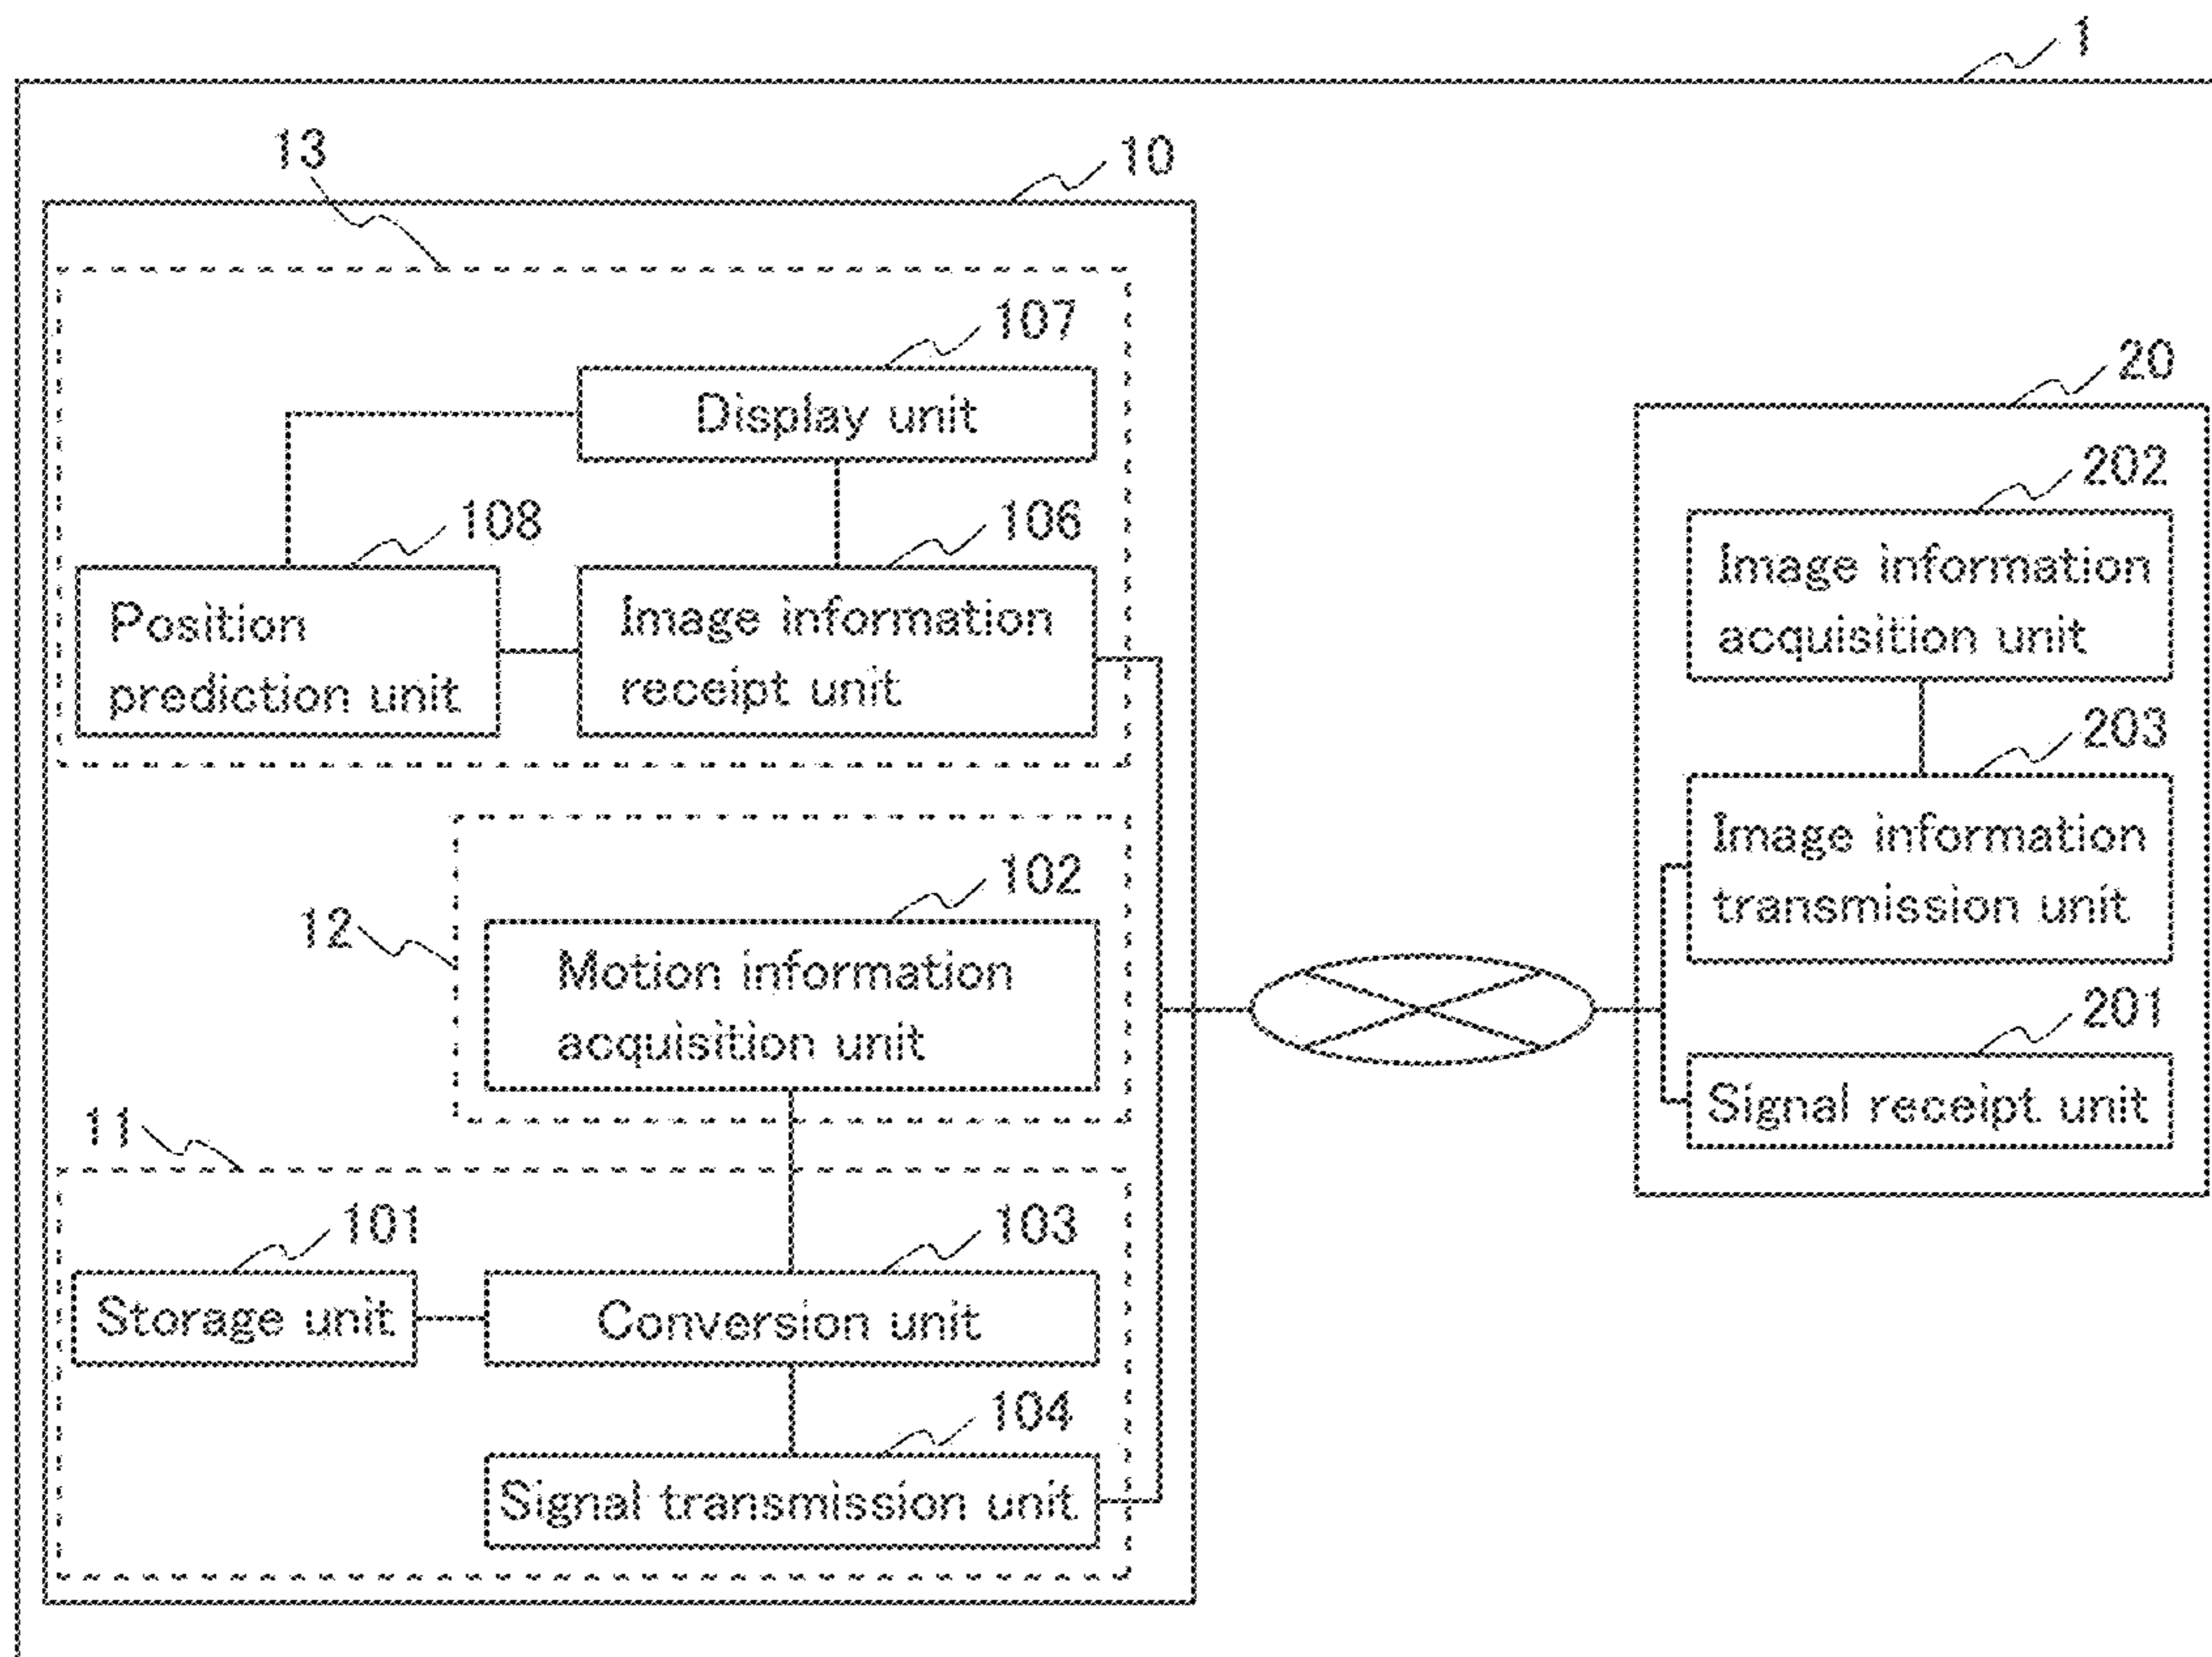 1
13
10
107
Display unit
20
202
108
106
Image information
acquisition unit
Position
prediction unit
Image information
receipt unit
203
Image information
transmission unit
102
12
Motion information
acquisition unit
201
Signal receipt unit
11
101
103
Storage unit
Conversion unit
104
Signal transmission unit